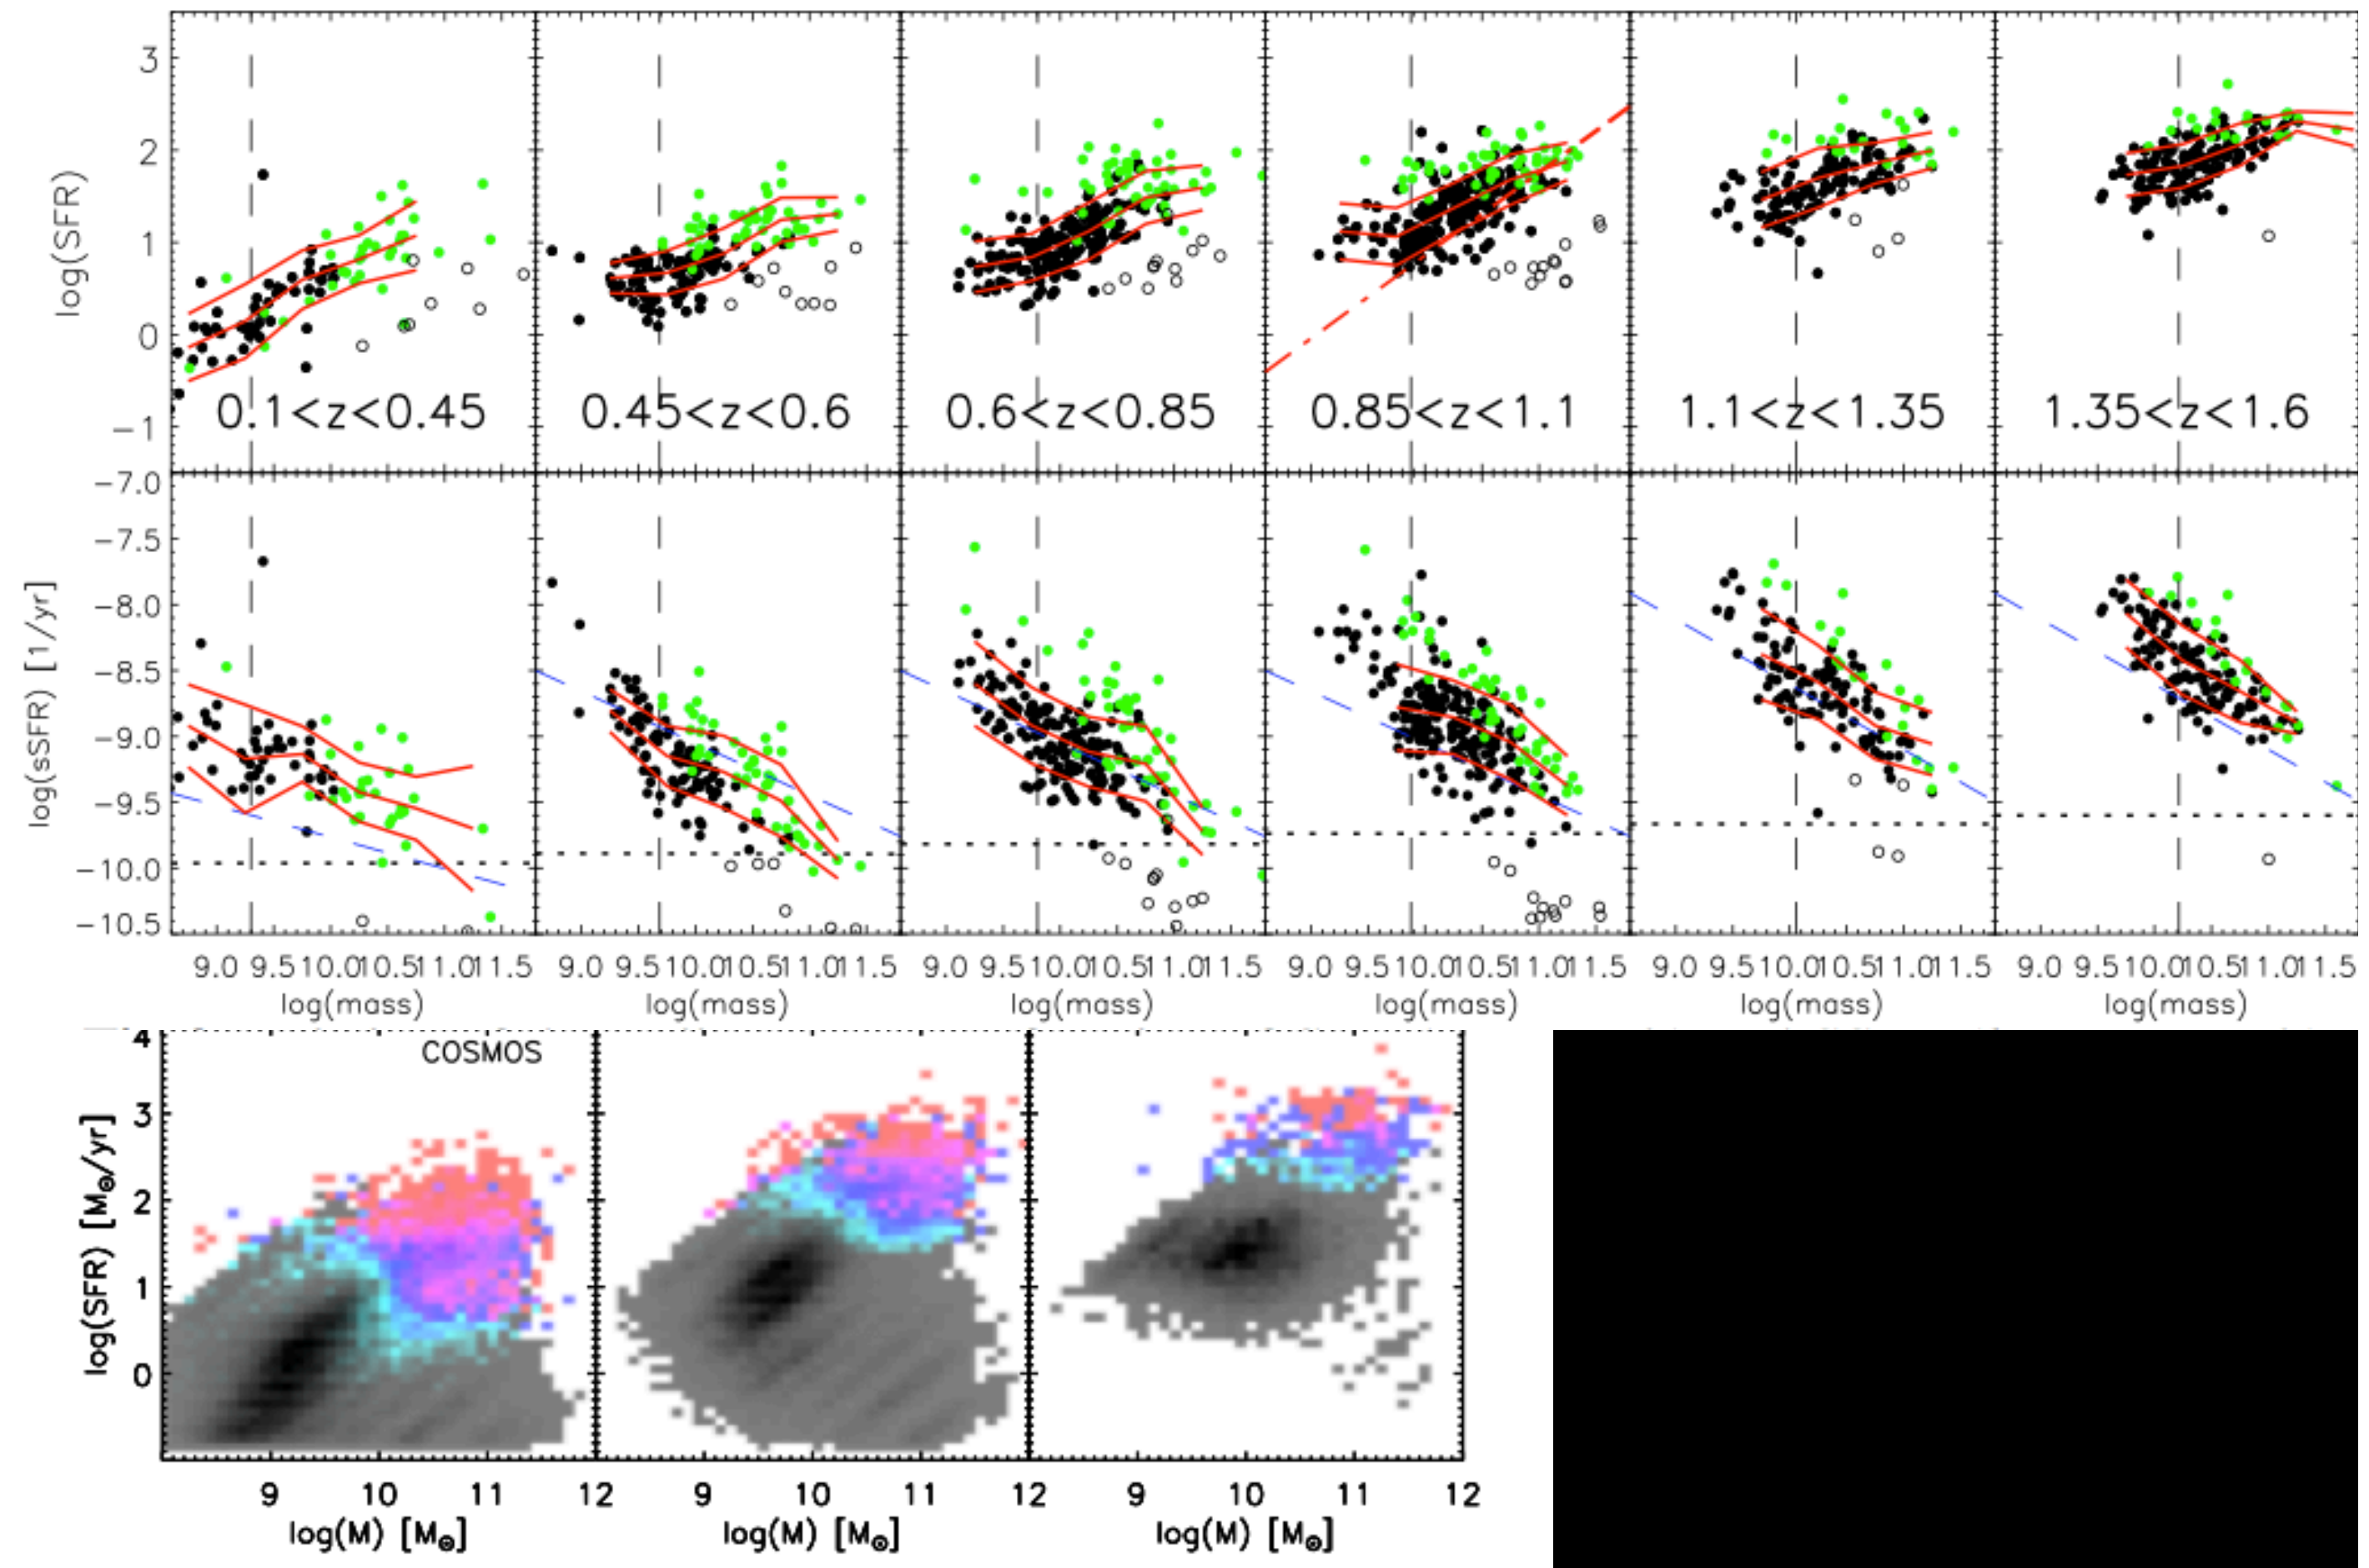 3
2
1
0
−1
log(SFR)
0.1<z<0.45
0.45<z<0.6
0.6<z<0.85
0.85<z<1.1
1.1<z<1.35
1.35<z<1.6
−7.0
−7.5
−8.0
−8.5
−9.0
−9.5
−10.0
−10.5
log(sSFR) [1/yr]
9.0 9.5 10.0 10.5 11.0 11.5
9.0 9.5 10.0 10.5 11.0 11.5
9.0 9.5 10.0 10.5 11.0 11.5
9.0 9.5 10.0 10.5 11.0 11.5
9.0 9.5 10.0 10.5 11.0 11.5
9.0 9.5 10.0 10.5 11.0 11.5
log(mass)
log(mass)
log(mass)
log(mass)
log(mass)
log(mass)
COSMOS
4
3
2
1
0
log(SFR) [M⊙/yr]
9 10 11 12
9 10 11 12
9 10 11 12
log(M) [M⊙]
log(M) [M⊙]
log(M) [M⊙]